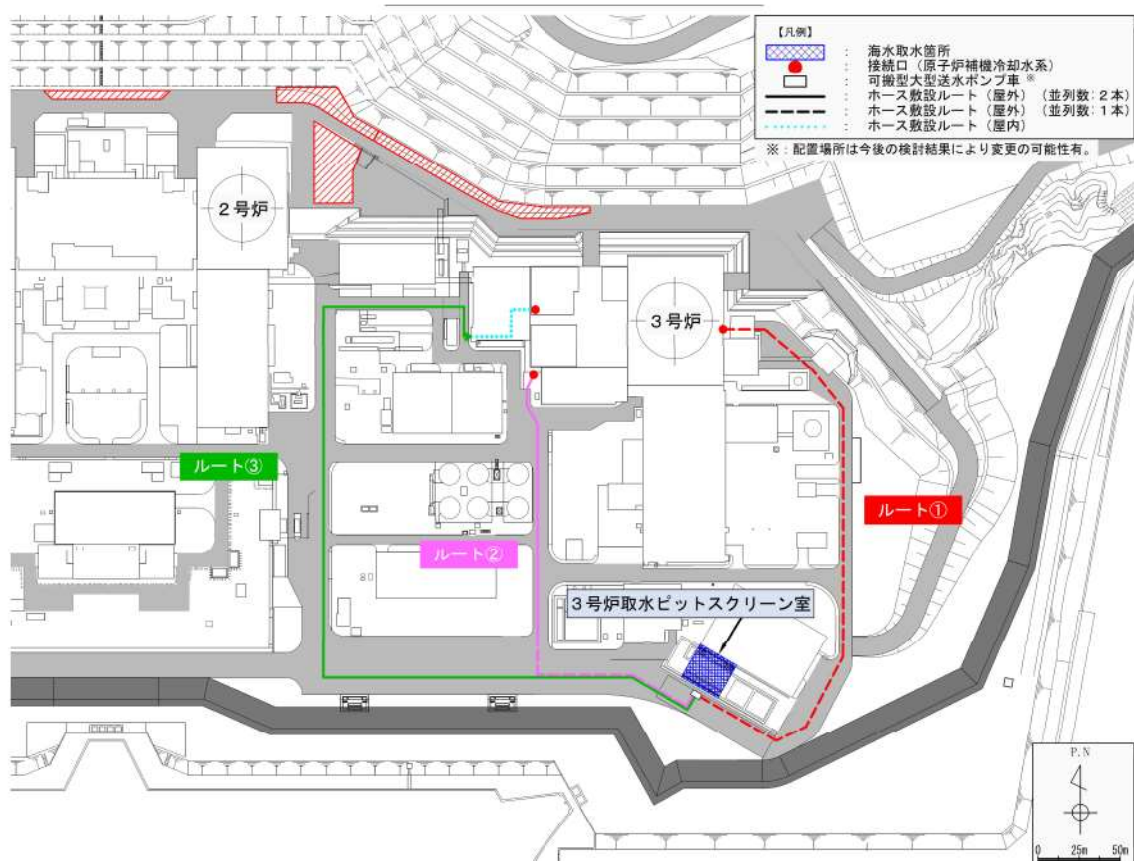 【凡例】
： 海水取水箇所
： 接続口（原子炉補機冷却水系）
： 可搬型大型送水ポンプ車 ※
： ホース敷設ルート（屋外）（並列数：２本）
： ホース敷設ルート（屋外）（並列数：１本）
： ホース敷設ルート（屋内）
※：配置場所は今後の検討結果により変更の可能性有。
２号炉
３号炉
ルート③
ルート①
ルート②
３号炉取水ピットスクリーン室
P.N
0 25m 50m